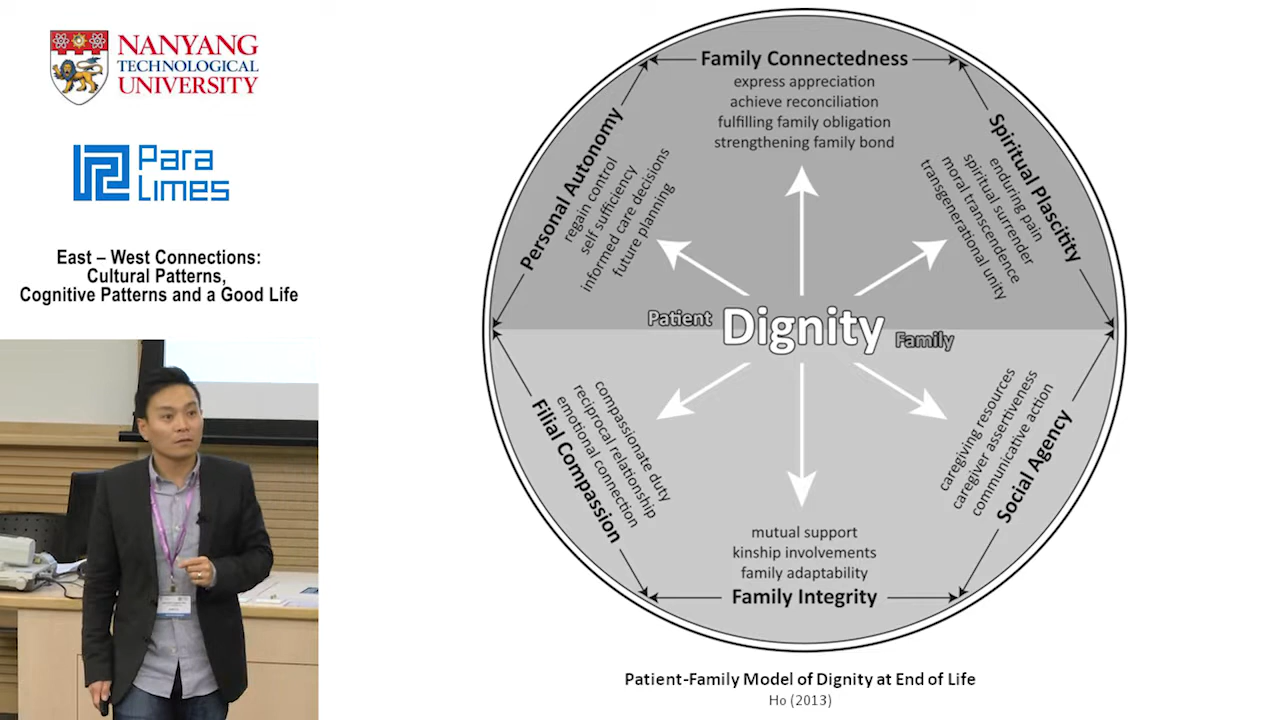 NANYANG
TECHNOLOGICAL
UNIVERSITY
Para
Limes
East – West Connections:
Cultural Patterns,
Cognitive Patterns and a Good Life
Family Connectedness
express appreciation
achieve reconciliation
fulfilling family obligation
strengthening family bond
Personal Autonomy
regain control
self sufficiency
informed care decisions
future planning
Spiritual Plascitity
enduring pain
spiritual surrender
moral transcendence
transgenerational unity
Patient
Dignity
Family
Filial Compassion
compassionate duty
reciprocal relationship
emotional connection
caregiving resources
caregiver assertiveness
communicative action
Social Agency
mutual support
kinship involvements
family adaptability
Family Integrity
Patient-Family Model of Dignity at End of Life
Ho (2013)